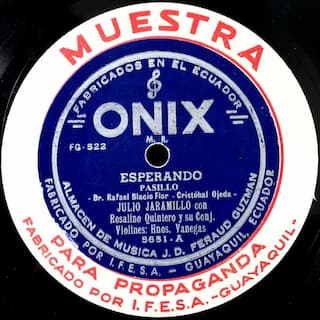 MUESTRA
FABRICADOS EN EL ECUADOR
ONIX
M. R.
FG-522
ESPERANDO
PASILLO
- Dr. Rafael Blacio Flor. - Cristóbal Ojeda -
JULIO JARAMILLO con
Rosalino Quintero y su Conj.
Violines: Hnos. Vanegas
5651-A
ALMACEN DE MUSICA J. D. FERAUD GUZMAN
FABRICADO POR I.F.E.S.A. - GUAYAQUIL, ECUADOR
PARA PROPAGANDA
FABRICADO POR I.F.E.S.A.-GUAYAQUIL-